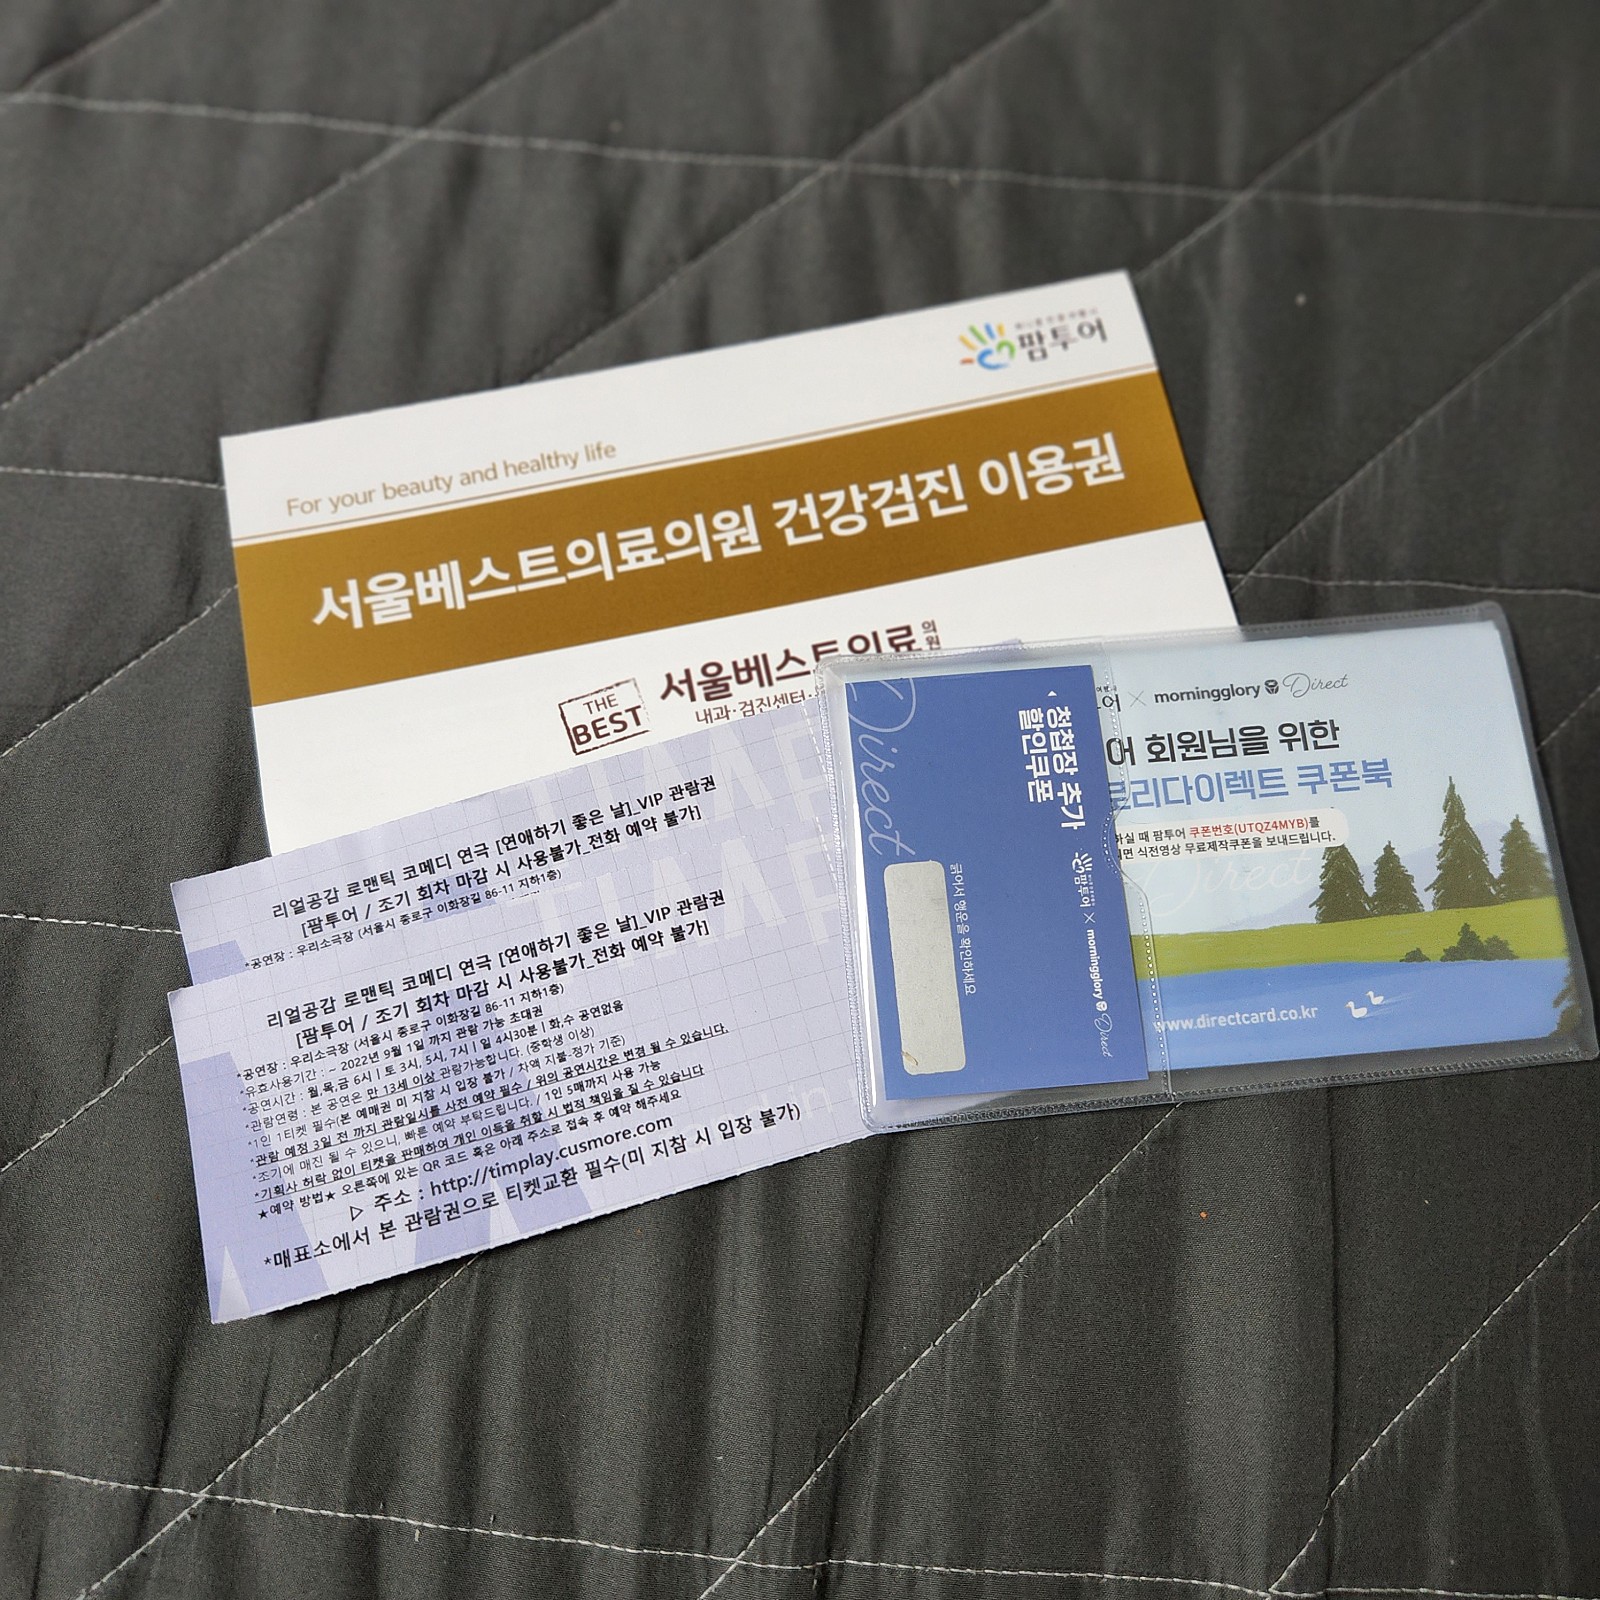 팜투어
For your beauty and healthy life
서울베스트의료의원 건강검진 이용권
THE
BEST
서울베스트의료 의원
내과·검진센터·
리얼공감 로맨틱 코메디 연극 [연애하기 좋은 날]_VIP 관람권
[팜투어 / 조기 회차 마감 시 사용불가_전화 예약 불가]
*공연장 : 우리소극장 (서울시 종로구 이화장길 86-11 지하1층)
리얼공감 로맨틱 코메디 연극 [연애하기 좋은 날]_VIP 관람권
[팜투어 / 조기 회차 마감 시 사용불가_전화 예약 불가]
*공연장 : 우리소극장 (서울시 종로구 이화장길 86-11 지하1층)
*유효사용기간 : ~ 2022년 9월 1일 까지 관람 가능 초대권
*공연시간 : 월,목,금 6시 | 토 3시, 5시, 7시 | 일 4시30분 | 화,수 공연없음
*관람연령 : 본 공연은 만 13세 이상 관람가능합니다. (중학생 이상)
*1인 1티켓 필수(본 예매권 미 지참 시 입장 불가 / 차액 지불-정가 기준)
*관람 예정 3일 전 까지 관람일시를 사전 예약 필수 / 위의 공연시간은 변경 될 수 있습니다.
*조기에 매진 될 수 있으니, 빠른 예약 부탁드립니다. / 1인 5매까지 사용 가능
*기획사 허락 없이 티켓을 판매하여 개인 이득을 취할 시 법적 책임을 질 수 있습니다
★예약 방법★ 오른쪽에 있는 QR 코드 혹은 아래 주소로 접속 후 예약 해주세요
▷ 주소 : http://timplay.cusmore.com
*매표소에서 본 관람권으로 티켓교환 필수(미 지참 시 입장 불가)
Direct
청첩장 추가
할인쿠폰
긁어서 행운을 확인하세요
팜투어 × morningglory Direct
어 × morningglory Direct
어 회원님을 위한
리다이렉트 쿠폰북
하실 때 팜투어 쿠폰번호(UTQZ4MYB)를
면 식전영상 무료제작쿠폰을 보내드립니다.
Direct
www.directcard.co.kr